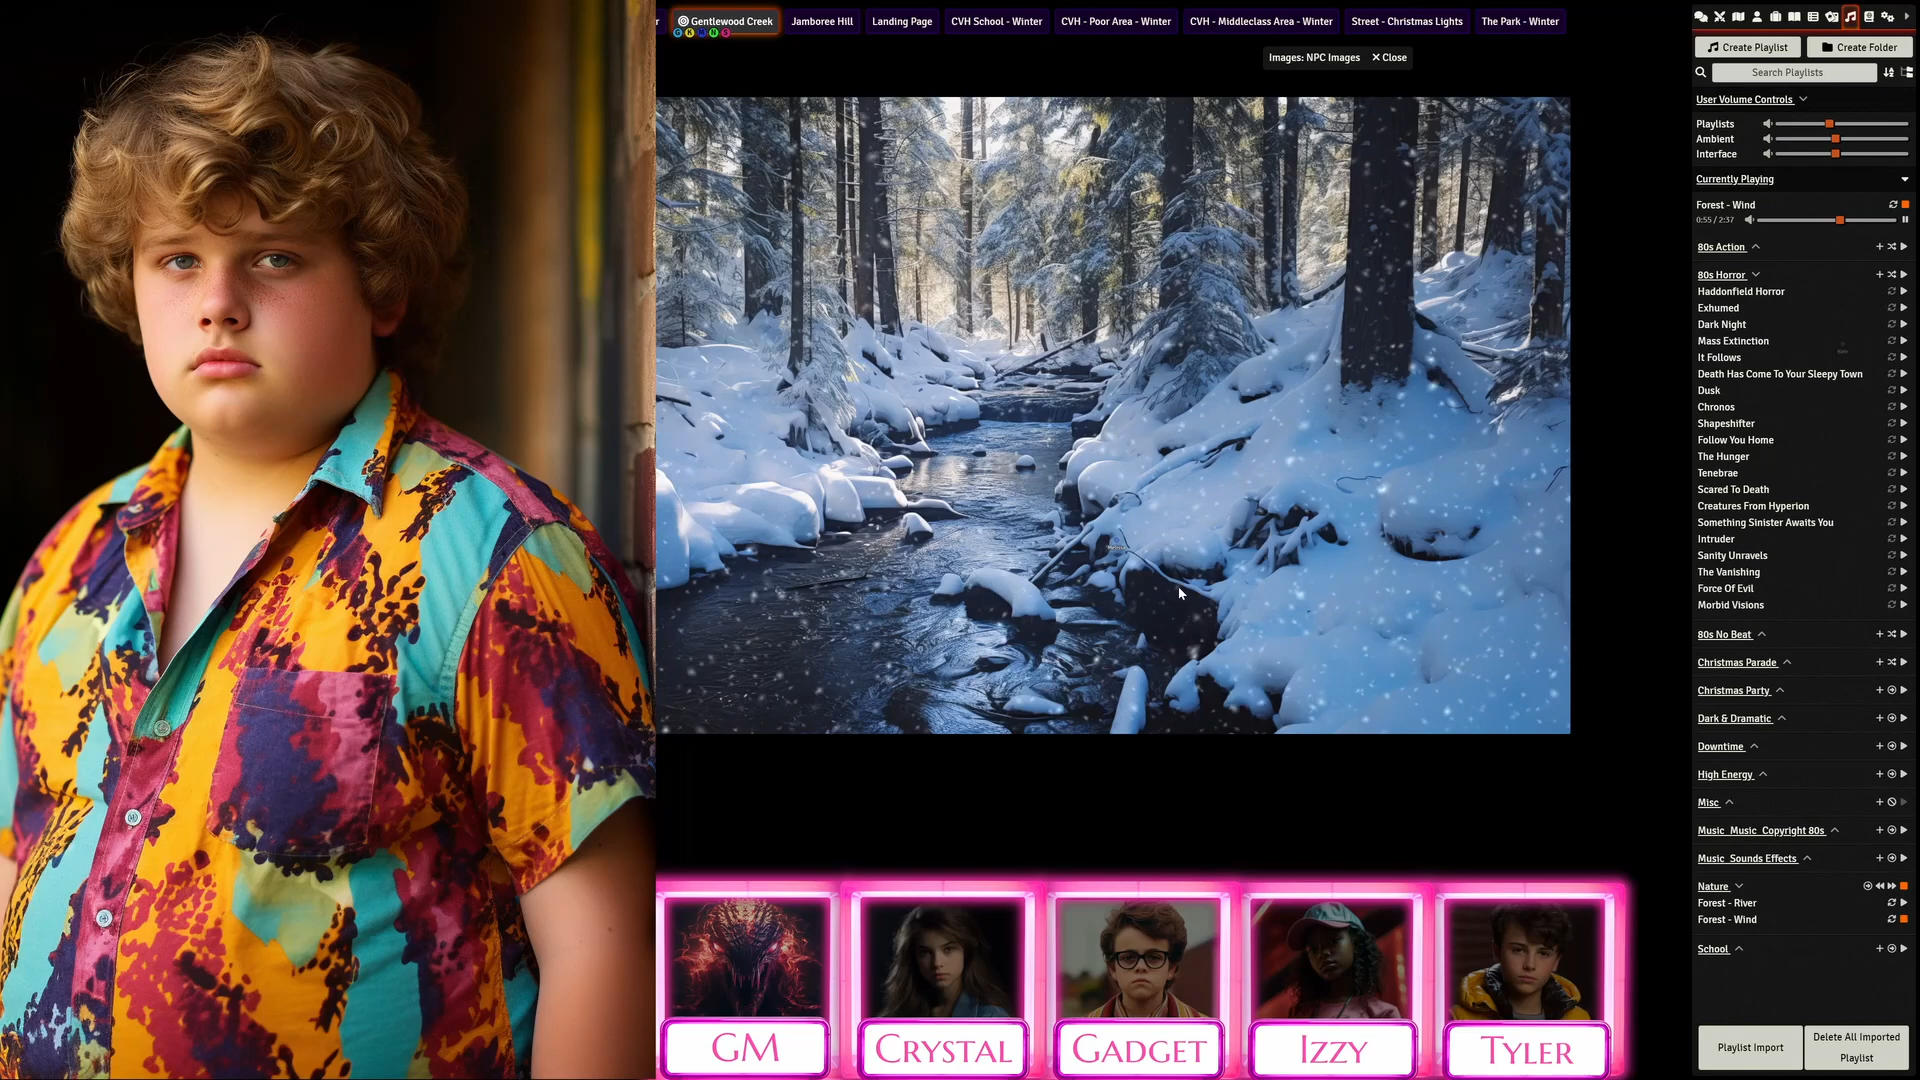 Gentlewood Creek
Jamboree Hill
Landing Page
CVH School - Winter
CVH - Poor Area - Winter
CVH - Middleclass Area - Winter
Street - Christmas Lights
The Park - Winter
G K M N S
Images: NPC Images
Close
Create Playlist
Create Folder
Search Playlists
User Volume Controls
Playlists
Ambient
Interface
Currently Playing
Forest - Wind
0:55 / 2:37
80s Action
80s Horror
Haddonfield Horror
Exhumed
Dark Night
Mass Extinction
It Follows
Death Has Come To Your Sleepy Town
Dusk
Chronos
Shapeshifter
Follow You Home
The Hunger
Tenebrae
Scared To Death
Creatures From Hyperion
Something Sinister Awaits You
Intruder
Sanity Unravels
The Vanishing
Force Of Evil
Morbid Visions
80s No Beat
Christmas Parade
Christmas Party
Dark & Dramatic
Downtime
High Energy
Misc
Music_Music_Copyright 80s
Music_Sounds Effects
Nature
Forest - River
Forest - Wind
School
Playlist Import
Delete All Imported
Playlist
GM
Crystal
Gadget
Izzy
Tyler